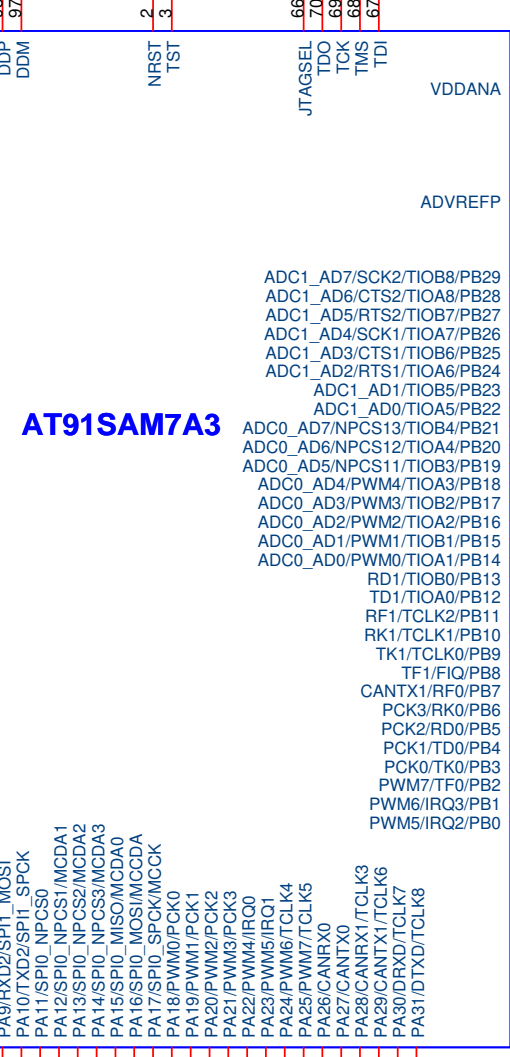 97
2
3
66
70
69
68
67
DDP
DDM
NRST
TST
JTAGSEL
TDO
TCK
TMS
TDI
VDDANA
ADVREFP
ADC1_AD7/SCK2/TIOB8/PB29
ADC1_AD6/CTS2/TIOA8/PB28
ADC1_AD5/RTS2/TIOB7/PB27
ADC1_AD4/SCK1/TIOA7/PB26
ADC1_AD3/CTS1/TIOB6/PB25
ADC1_AD2/RTS1/TIOA6/PB24
ADC1_AD1/TIOB5/PB23
ADC1_AD0/TIOA5/PB22
AT91SAM7A3
ADC0_AD7/NPCS13/TIOB4/PB21
ADC0_AD6/NPCS12/TIOA4/PB20
ADC0_AD5/NPCS11/TIOB3/PB19
ADC0_AD4/PWM4/TIOA3/PB18
ADC0_AD3/PWM3/TIOB2/PB17
ADC0_AD2/PWM2/TIOA2/PB16
ADC0_AD1/PWM1/TIOB1/PB15
ADC0_AD0/PWM0/TIOA1/PB14
RD1/TIOB0/PB13
TD1/TIOA0/PB12
RF1/TCLK2/PB11
RK1/TCLK1/PB10
TK1/TCLK0/PB9
TF1/FIQ/PB8
CANTX1/RF0/PB7
PCK3/RK0/PB6
PCK2/RD0/PB5
PCK1/TD0/PB4
PCK0/TK0/PB3
PWM7/TF0/PB2
PWM6/IRQ3/PB1
PWM5/IRQ2/PB0
PA9/RXD2/SPI1_MOSI
PA10/TXD2/SPI1_SPCK
PA11/SPI0_NPCS0
PA12/SPI0_NPCS1/MCDA1
PA13/SPI0_NPCS2/MCDA2
PA14/SPI0_NPCS3/MCDA3
PA15/SPI0_MISO/MCDA0
PA16/SPI0_MOSI/MCCDA
PA17/SPI0_SPCK/MCCK
PA18/PWM0/PCK0
PA19/PWM1/PCK1
PA20/PWM2/PCK2
PA21/PWM3/PCK3
PA22/PWM4/IRQ0
PA23/PWM5/IRQ1
PA24/PWM6/TCLK4
PA25/PWM7/TCLK5
PA26/CANRX0
PA27/CANTX0
PA28/CANRX1/TCLK3
PA29/CANTX1/TCLK6
PA30/DRXD/TCLK7
PA31/DTXD/TCLK8